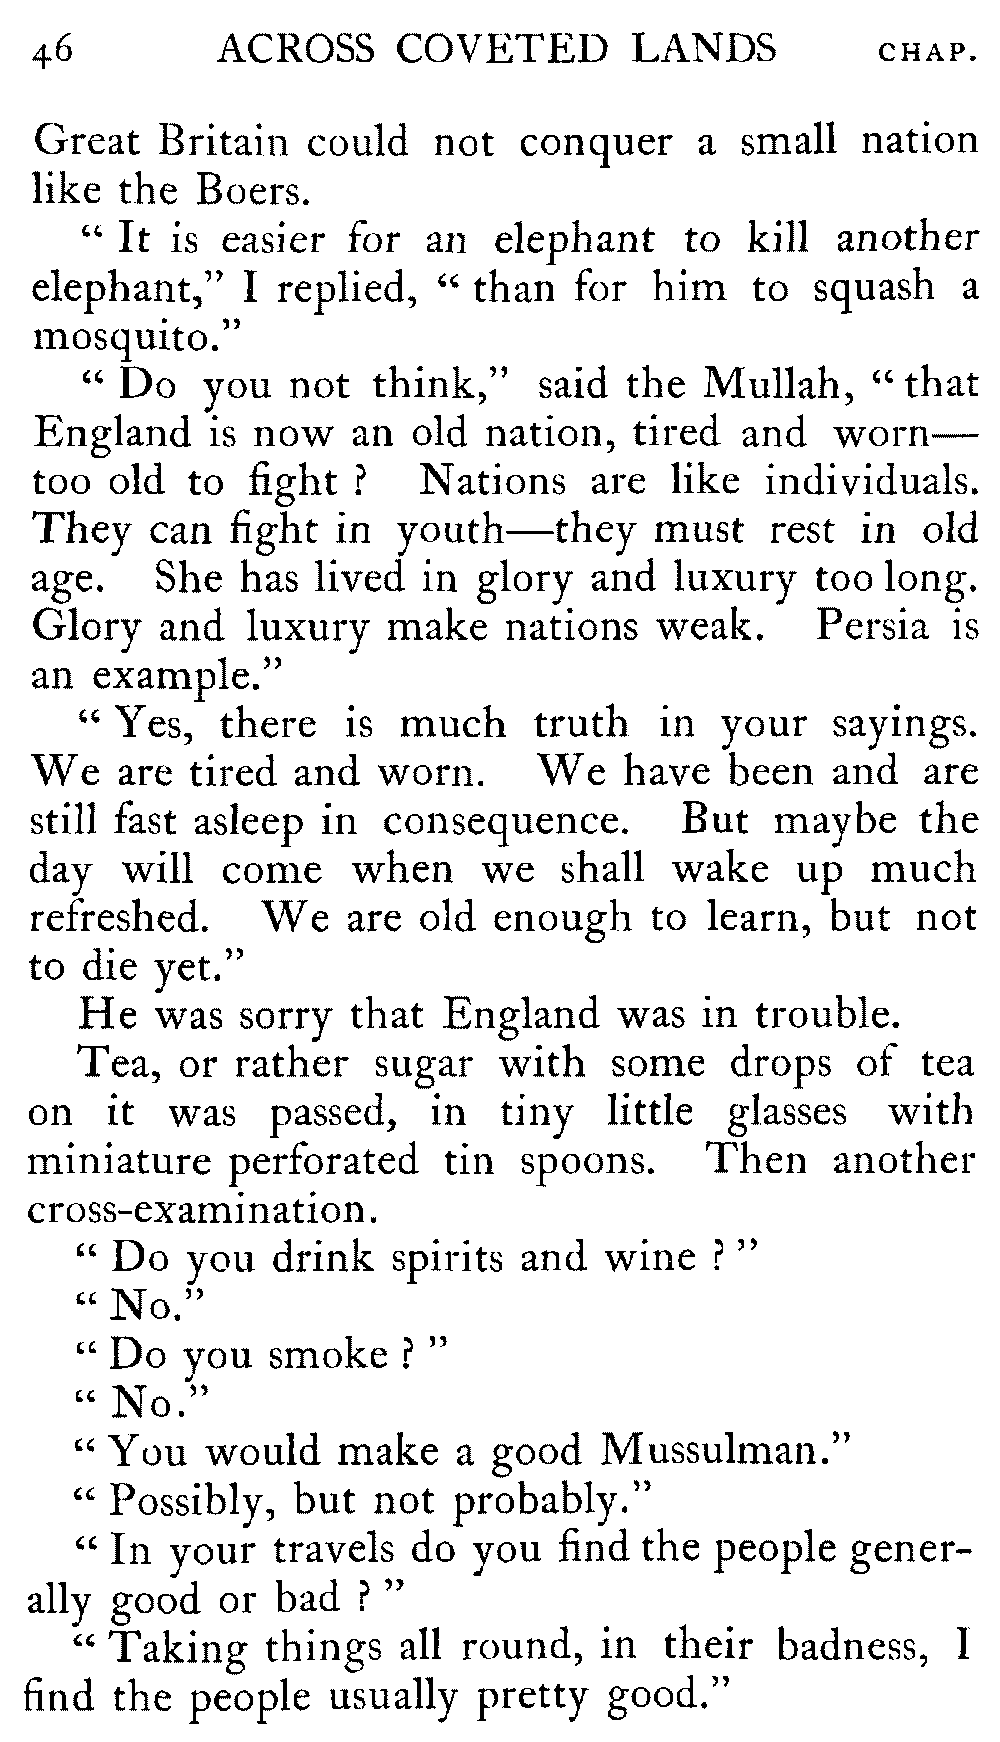 46 ACROSS COVETED LANDS CHAP.
Great Britain could not conquer a small nation
like the Boers.
“ It is easier for an elephant to kill another
elephant,” I replied, “ than for him to squash a
mosquito.”
“ Do you not think,” said the Mullah, “ that
England is now an old nation, tired and worn—
too old to fight ? Nations are like individuals.
They can fight in youth—they must rest in old
age. She has lived in glory and luxury too long.
Glory and luxury make nations weak. Persia is
an example.”
“ Yes, there is much truth in your sayings.
We are tired and worn. We have been and are
still fast asleep in consequence. But maybe the
day will come when we shall wake up much
refreshed. We are old enough to learn, but not
to die yet.”
He was sorry that England was in trouble.
Tea, or rather sugar with some drops of tea
on it was passed, in tiny little glasses with
miniature perforated tin spoons. Then another
cross-examination.
“ Do you drink spirits and wine ? ”
“ No.”
“ Do you smoke ? ”
“ No.”
“ You would make a good Mussulman.”
“ Possibly, but not probably.”
“ In your travels do you find the people gener-
ally good or bad ? ”
“ Taking things all round, in their badness, I
find the people usually pretty good.”